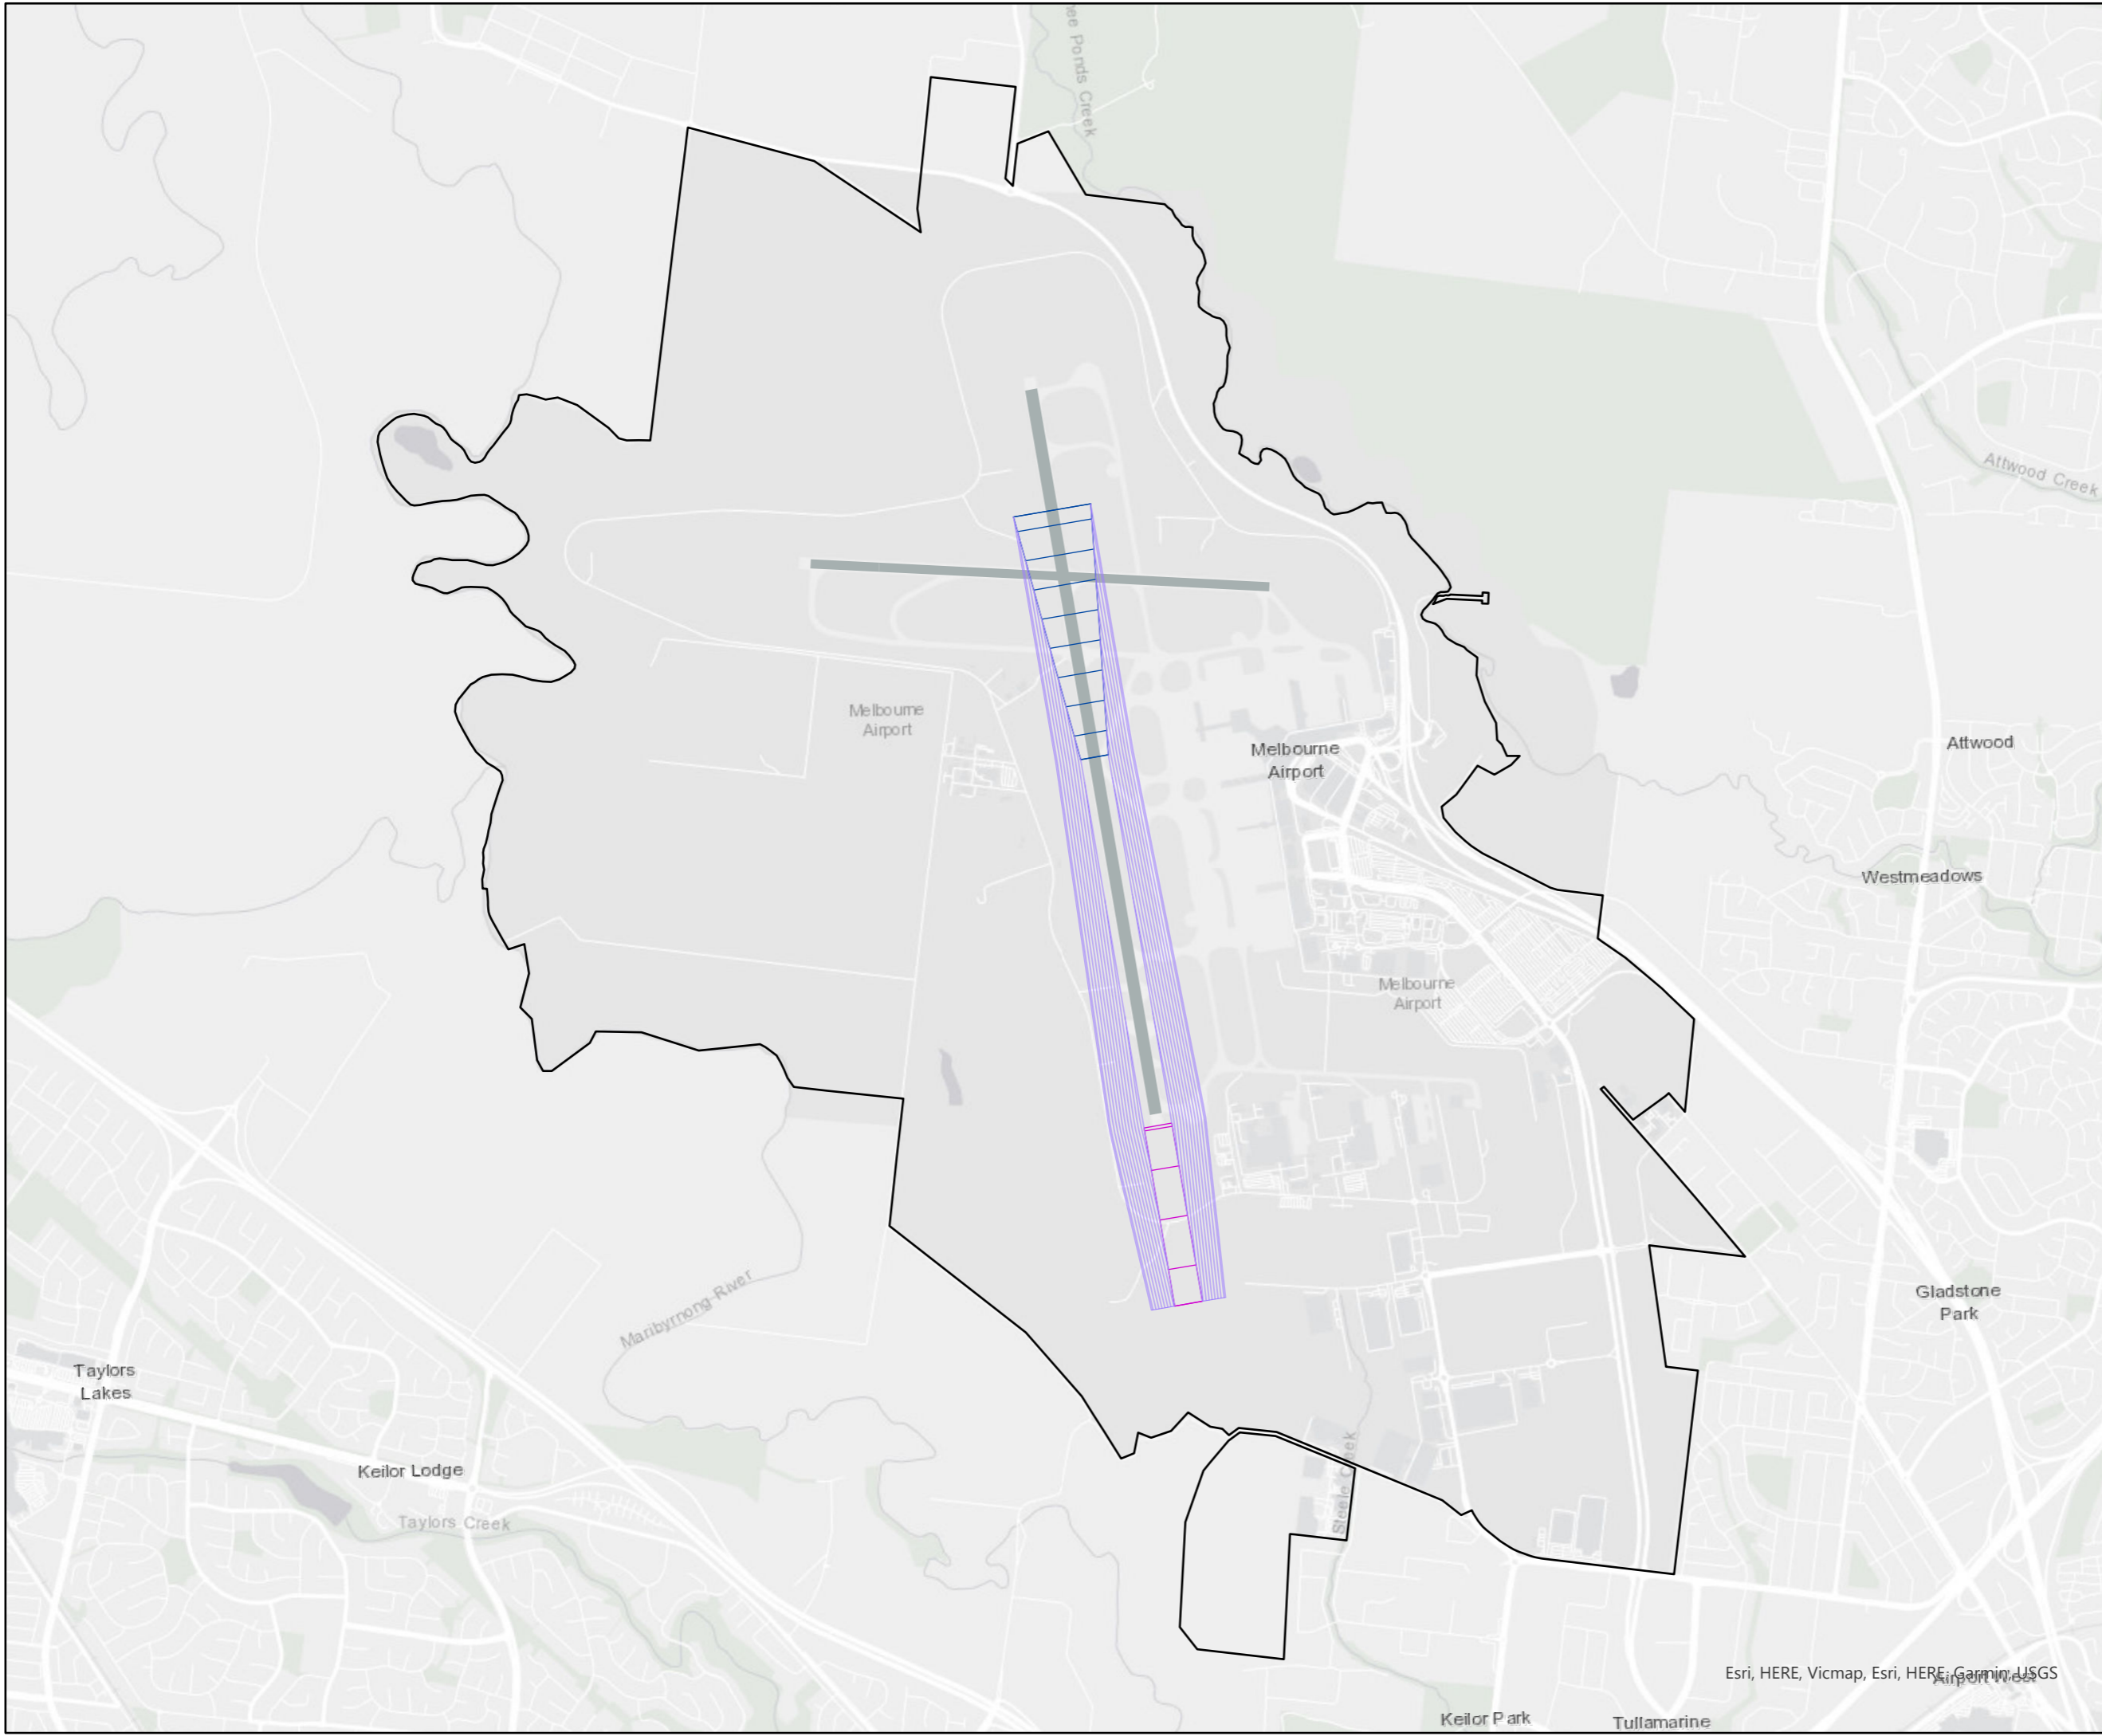 Ponds Creek
Attwood Creek
Melbourne
Airport
Melbourne
Airport
Attwood
Westmeadows
Melbourne
Airport
Gladstone
Park
Maribyrnong River
Taylors
Lakes
Keilor Lodge
Taylors Creek
Steele Creek
Esri, HERE, Vicmap, Esri, HERE, Garmin, USGS
Airport West
Keilor Park
Tullamarine